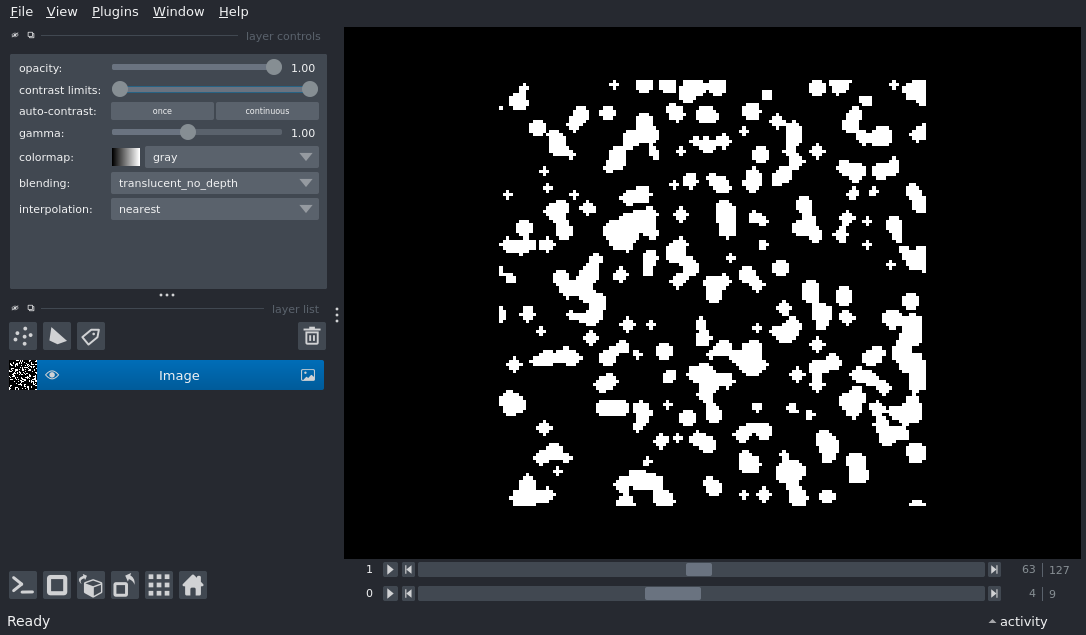 File View Plugins Window Help
layer controls
opacity: 1.00
contrast limits:
auto-contrast: once continuous
gamma: 1.00
colormap: gray
blending: translucent_no_depth
interpolation: nearest
layer list
Image
1 63 127
0 4 9
Ready activity